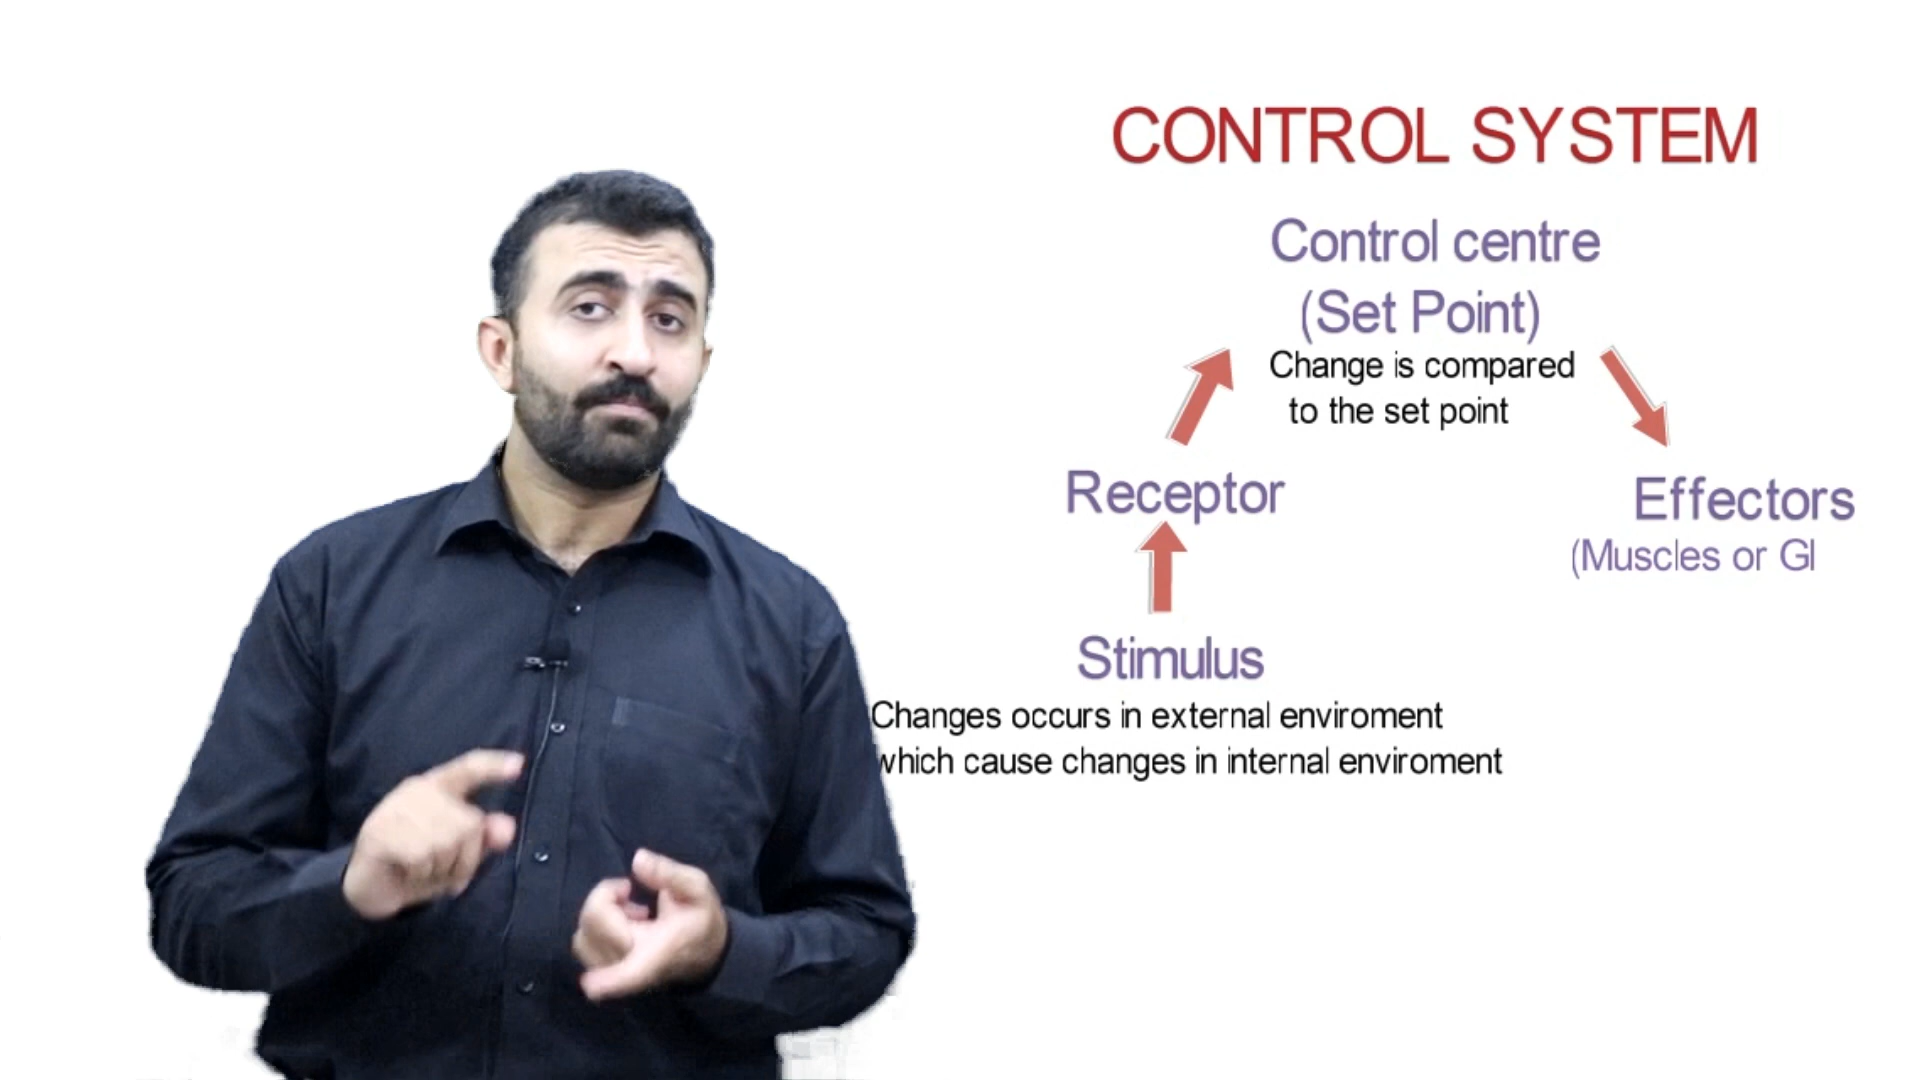 CONTROL SYSTEM
Control centre
(Set Point)
Change is compared
to the set point
Receptor
Effectors
(Muscles or Gl
Stimulus
Changes occurs in external enviroment
which cause changes in internal enviroment